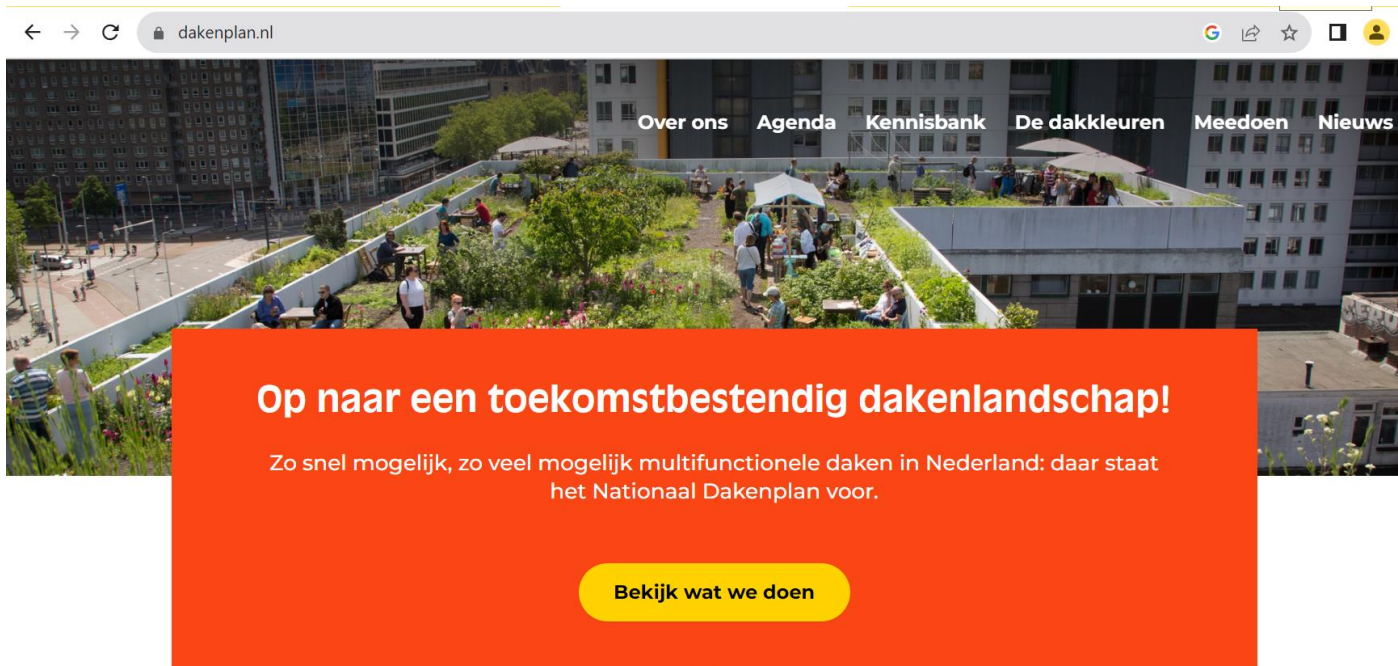 dakenplan.nl
Over ons Agenda Kennisbank De dakkleuren Meedoen Nieuws
Op naar een toekomstbestendig dakenlandschap!
Zo snel mogelijk, zo veel mogelijk multifunctionele daken in Nederland: daar staat
het Nationaal Dakenplan voor.
Bekijk wat we doen